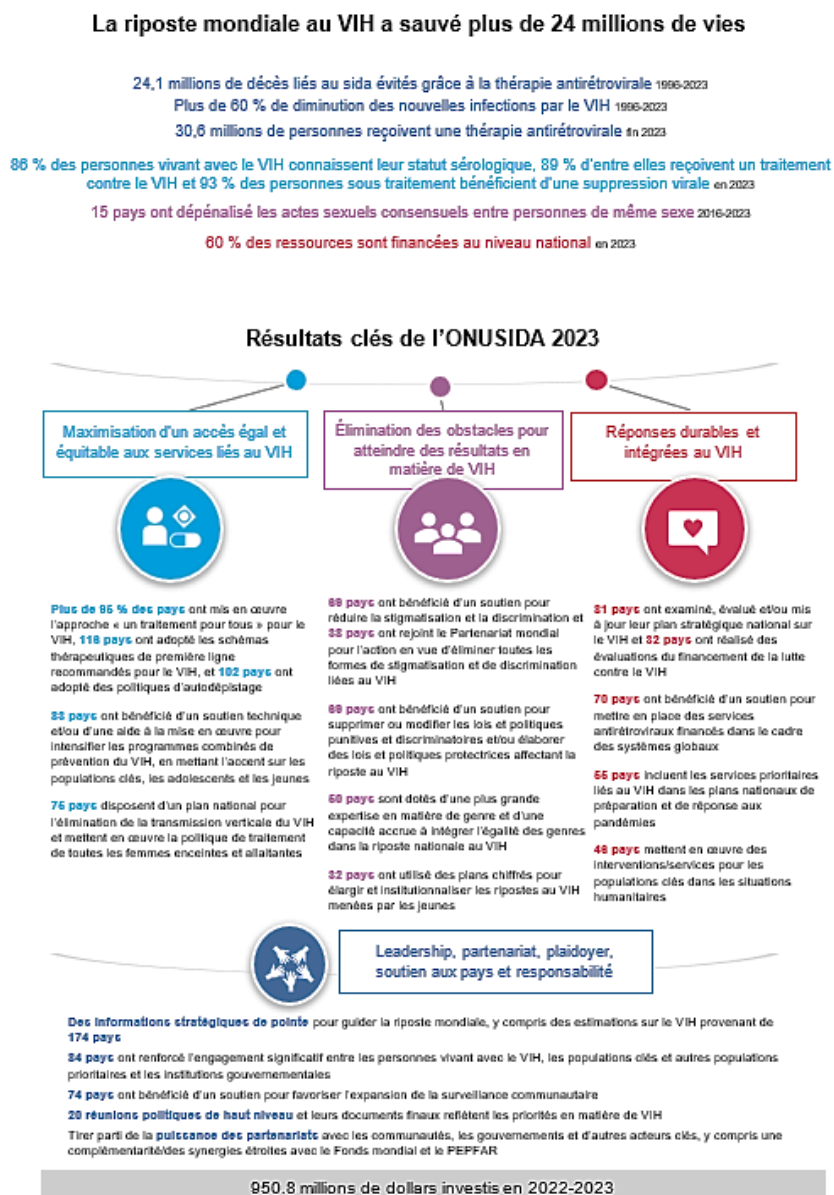 La riposte mondiale au VIH a sauvé plus de 24 millions de vies
24,1 millions de décès liés au sida évités grâce à la thérapie antirétrovirale 1996-2023
Plus de 60 % de diminution des nouvelles infections par le VIH 1996-2023
30,6 millions de personnes reçoivent une thérapie antirétrovirale fin 2023
86 % des personnes vivant avec le VIH connaissent leur statut sérologique, 89 % d'entre elles reçoivent un traitement
contre le VIH et 93 % des personnes sous traitement bénéficient d'une suppression virale en 2023
15 pays ont dépénalisé les actes sexuels consensuels entre personnes de même sexe 2016-2023
60 % des ressources sont financées au niveau national en 2023
Résultats clés de l'ONUSIDA 2023
Maximisation d'un accès égal et
équitable aux services liés au VIH
Plus de 95 % des pays ont mis en œuvre
l'approche « un traitement pour tous » pour le
VIH, 116 pays ont adopté les schémas
thérapeutiques de première ligne
recommandés pour le VIH, et 102 pays ont
adopté des politiques d'autodépistage
83 pays ont bénéficié d'un soutien technique
et/ou d'une aide à la mise en œuvre pour
intensifier les programmes combinés de
prévention du VIH, en mettant l'accent sur les
populations clés, les adolescents et les jeunes
75 pays disposent d'un plan national pour
l'élimination de la transmission verticale du VIH
et mettent en œuvre la politique de traitement
de toutes les femmes enceintes et allaitantes
Élimination des obstacles pour
atteindre des résultats en
matière de VIH
69 pays ont bénéficié d'un soutien pour
réduire la stigmatisation et la discrimination et
38 pays ont rejoint le Partenariat mondial
pour l'action en vue d'éliminer toutes les
formes de stigmatisation et de discrimination
liées au VIH
69 pays ont bénéficié d'un soutien pour
supprimer ou modifier les lois et politiques
punitives et discriminatoires et/ou élaborer
des lois et politiques protectrices affectant la
riposte au VIH
50 pays sont dotés d'une plus grande
expertise en matière de genre et d'une
capacité accrue à intégrer l'égalité des genres
dans la riposte nationale au VIH
32 pays ont utilisé des plans chiffrés pour
élargir et institutionnaliser les ripostes au VIH
menées par les jeunes
Réponses durables et
intégrées au VIH
81 pays ont examiné, évalué et/ou mis
à jour leur plan stratégique national sur
le VIH et 32 pays ont réalisé des
évaluations du financement de la lutte
contre le VIH
70 pays ont bénéficié d'un soutien pour
mettre en place des services
antirétroviraux financés dans le cadre
des systèmes globaux
55 pays incluent les services prioritaires
liés au VIH dans les plans nationaux de
préparation et de réponse aux
pandémies
46 pays mettent en œuvre des
interventions/services pour les
populations clés dans les situations
humanitaires
Leadership, partenariat, plaidoyer,
soutien aux pays et responsabilité
Des informations stratégiques de pointe pour guider la riposte mondiale, y compris des estimations sur le VIH provenant de
174 pays
84 pays ont renforcé l'engagement significatif entre les personnes vivant avec le VIH, les populations clés et autres populations
prioritaires et les institutions gouvernementales
74 pays ont bénéficié d'un soutien pour favoriser l'expansion de la surveillance communautaire
20 réunions politiques de haut niveau et leurs documents finaux reflètent les priorités en matière de VIH
Tirer parti de la puissance des partenariats avec les communautés, les gouvernements et d'autres acteurs clés, y compris une
complémentarité/des synergies étroites avec le Fonds mondial et le PEPFAR
950,8 millions de dollars investis en 2022-2023